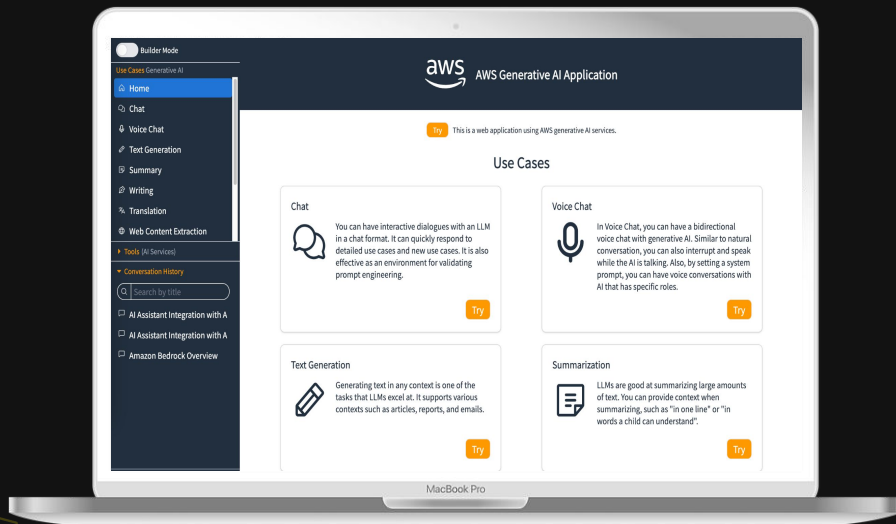 Builder Mode
Use Cases Generative AI
Home
Chat
Voice Chat
Text Generation
Summary
Writing
Translation
Web Content Extraction
Tools (AI Services)
Conversation History
Search by title
AI Assistant Integration with A
AI Assistant Integration with A
Amazon Bedrock Overview
aws
AWS Generative AI Application
Try This is a web application using AWS generative AI services.
Use Cases
Chat
You can have interactive dialogues with an LLM
in a chat format. It can quickly respond to
detailed use cases and new use cases. It is also
effective as an environment for validating
prompt engineering.
Try
Voice Chat
In Voice Chat, you can have a bidirectional
voice chat with generative AI. Similar to natural
conversation, you can also interrupt and speak
while the AI is talking. Also, by setting a system
prompt, you can have voice conversations with
AI that has specific roles.
Try
Text Generation
Generating text in any context is one of the
tasks that LLMs excel at. It supports various
contexts such as articles, reports, and emails.
Try
Summarization
LLMs are good at summarizing large amounts
of text. You can provide context when
summarizing, such as "in one line" or "in
words a child can understand".
Try
MacBook Pro